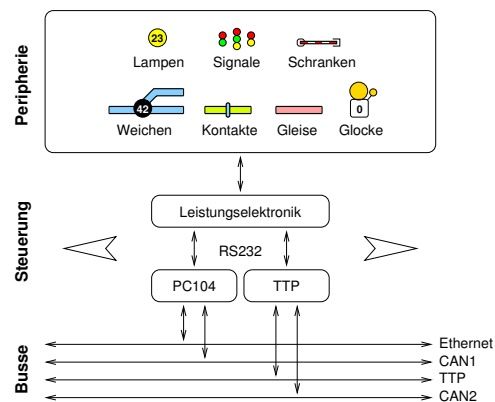 Peripherie
23
Lampen Signale Schranken
42
0
Weichen Kontakte Gleise Glocke
Steuerung
Leistungselektronik
RS232
PC104 TTP
Busse
Ethernet
CAN1
TTP
CAN2